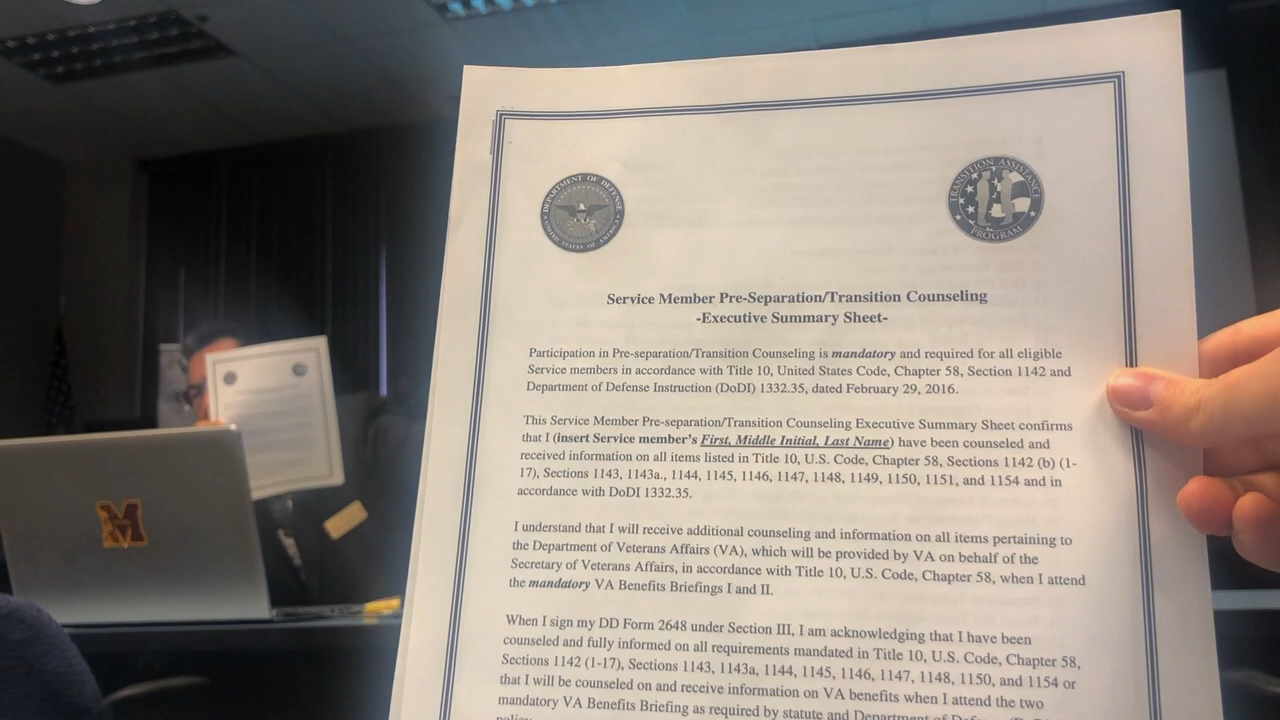 DEPARTMENT OF DEFENSE
UNITED STATES OF AMERICA
TRANSITION ASSISTANCE
PROGRAM
Service Member Pre-Separation/Transition Counseling
-Executive Summary Sheet-
Participation in Pre-separation/Transition Counseling is mandatory and required for all eligible
Service members in accordance with Title 10, United States Code, Chapter 58, Section 1142 and
Department of Defense Instruction (DoDI) 1332.35, dated February 29, 2016.
This Service Member Pre-separation/Transition Counseling Executive Summary Sheet confirms
that I (insert Service member's First, Middle Initial, Last Name) have been counseled and
received information on all items listed in Title 10, U.S. Code, Chapter 58, Sections 1142 (b) (1-
17), Sections 1143, 1143a., 1144, 1145, 1146, 1147, 1148, 1149, 1150, 1151, and 1154 and in
accordance with DoDI 1332.35.
I understand that I will receive additional counseling and information on all items pertaining to
the Department of Veterans Affairs (VA), which will be provided by VA on behalf of the
Secretary of Veterans Affairs, in accordance with Title 10, U.S. Code, Chapter 58, when I attend
the mandatory VA Benefits Briefings I and II.
When I sign my DD Form 2648 under Section III, I am acknowledging that I have been
counseled and fully informed on all requirements mandated in Title 10, U.S. Code, Chapter 58,
Sections 1142 (1-17), Sections 1143, 1143a, 1144, 1145, 1146, 1147, 1148, 1150, and 1154 or
that I will be counseled on and receive information on VA benefits when I attend the two
mandatory VA Benefits Briefing as required by statute and Department of
policy
M